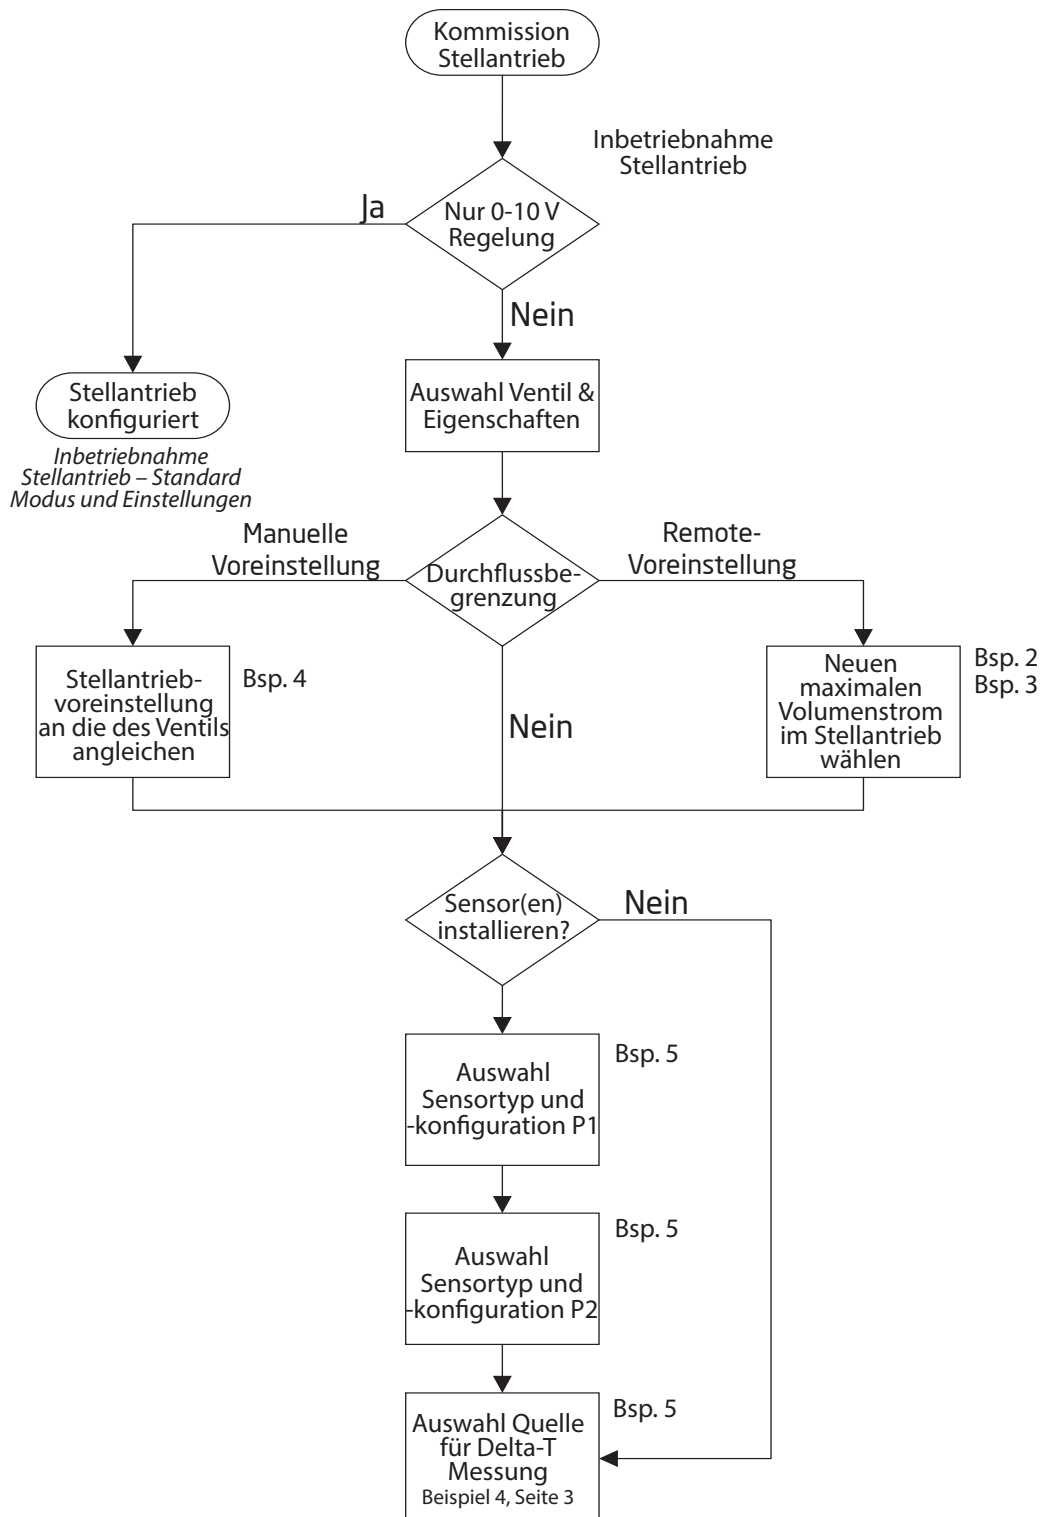 Kommission
Stellantrieb
Inbetriebnahme
Stellantrieb
Ja
Nur 0-10 V
Regelung
Nein
Stellantrieb
konfiguriert
Auswahl Ventil &
Eigenschaften
Inbetriebnahme
Stellantrieb – Standard
Modus und Einstellungen
Manuelle
Voreinstellung
Durchflussbe-
grenzung
Remote-
Voreinstellung
Stellantrieb-
voreinstellung
an die des Ventils
angleichen
Bsp. 4
Nein
Neuen
maximalen
Volumenstrom
im Stellantrieb
wählen
Bsp. 2
Bsp. 3
Sensor(en)
installieren?
Nein
Auswahl
Sensortyp und
-konfiguration P1
Bsp. 5
Auswahl
Sensortyp und
-konfiguration P2
Bsp. 5
Auswahl Quelle
für Delta-T
Messung
Beispiel 4, Seite 3
Bsp. 5